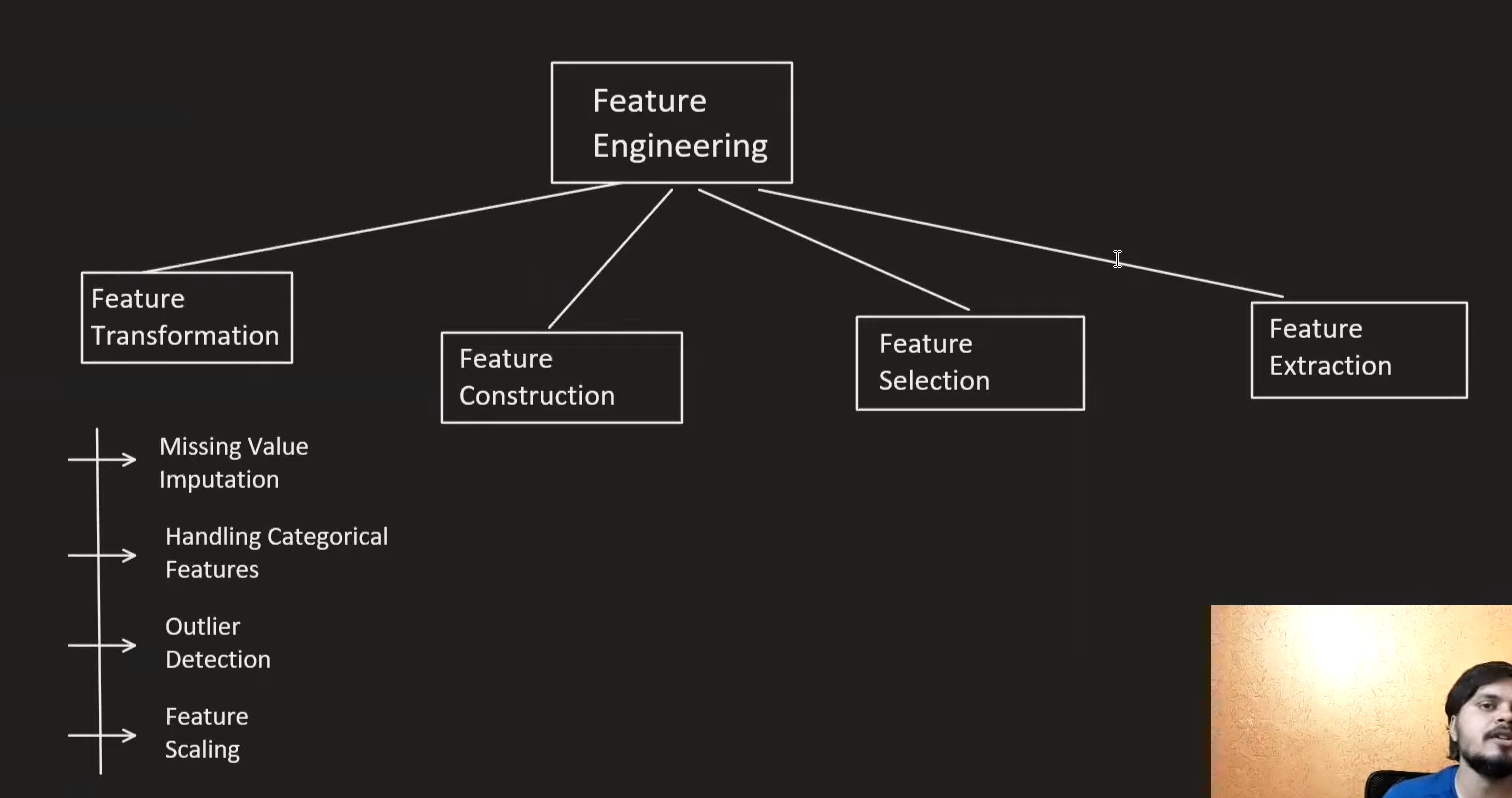 Feature
Engineering
Feature
Transformation
Feature
Construction
Feature
Selection
Feature
Extraction
Missing Value
Imputation
Handling Categorical
Features
Outlier
Detection
Feature
Scaling